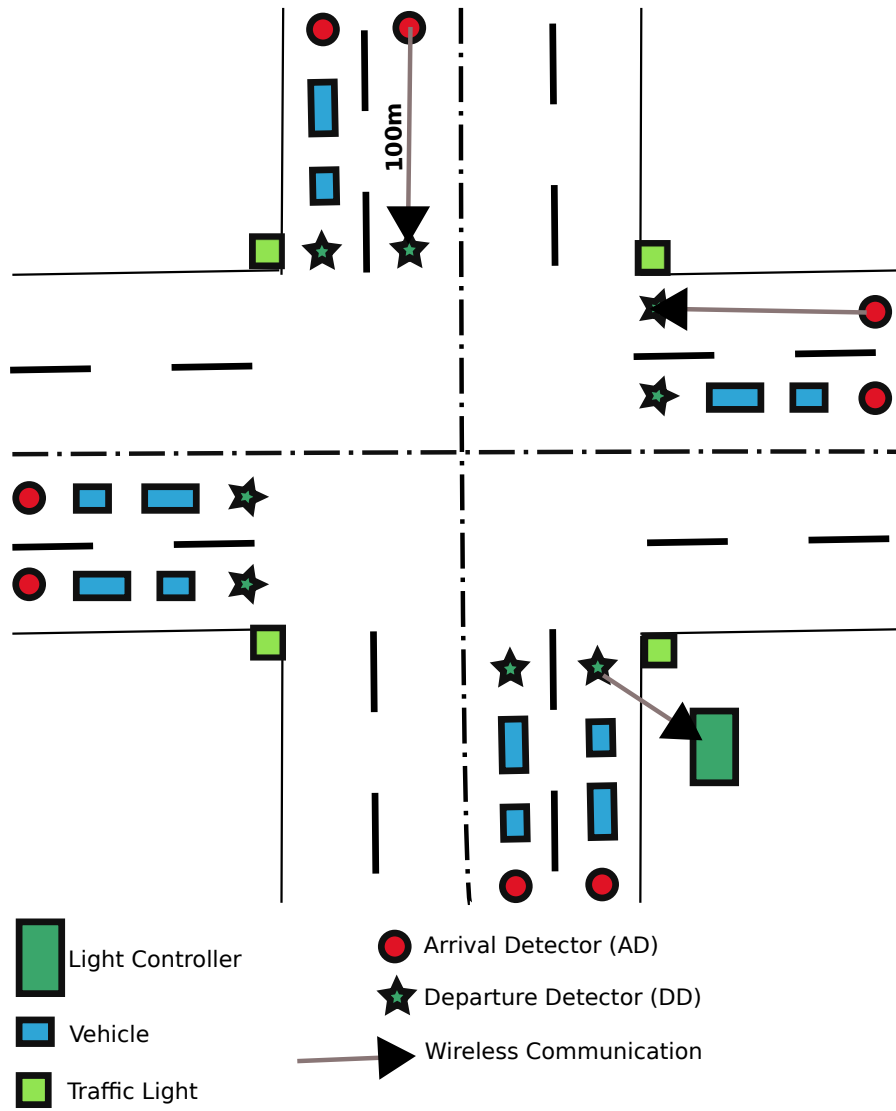 100m
Light Controller
Vehicle
Traffic Light
Arrival Detector (AD)
Departure Detector (DD)
Wireless Communication